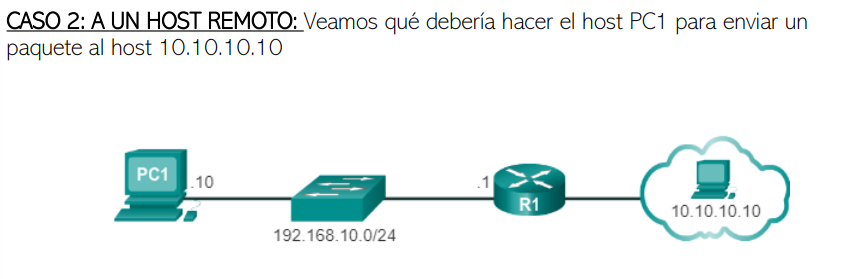 CASO 2: A UN HOST REMOTO: Veamos qué debería hacer el host PC1 para enviar un
paquete al host 10.10.10.10
PC1
.10
.1
R1
10.10.10.10
192.168.10.0/24